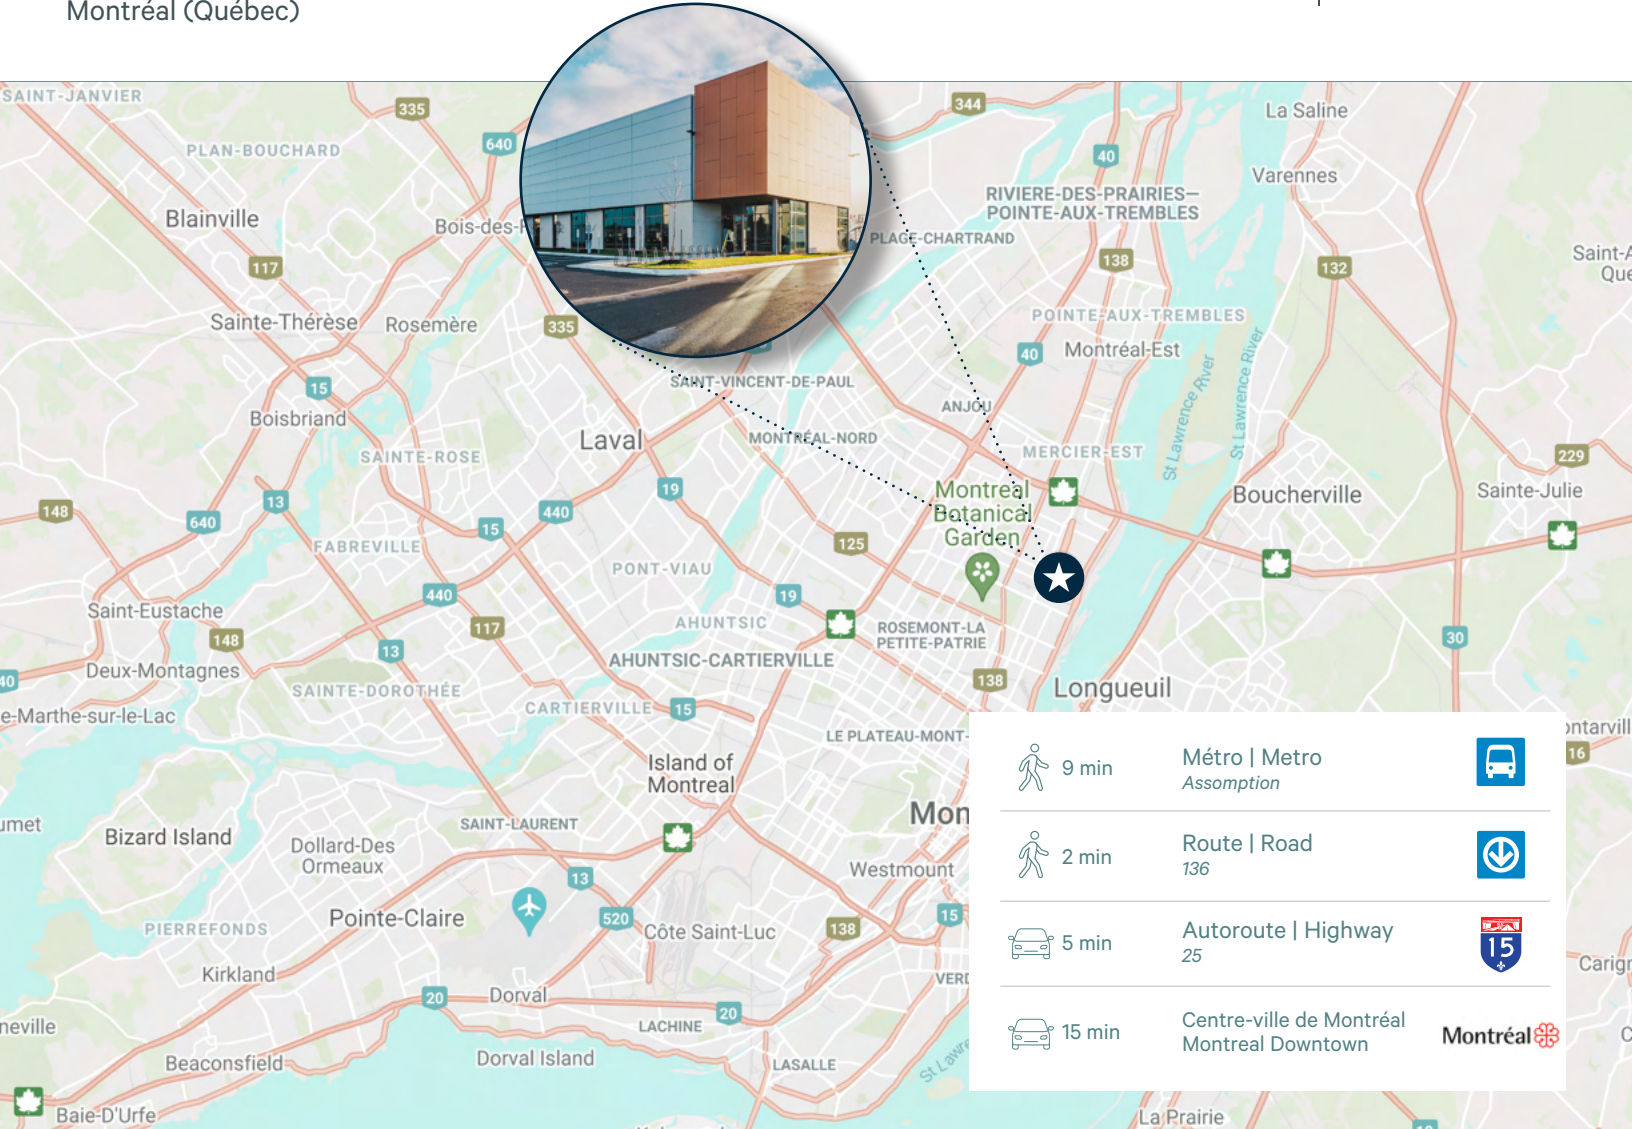 Montréal (Québec)
SAINT-JANVIER
335
344
La Saline
PLAN-BOUCHARD
640
40
Varennes
RIVIERE-DES-PRAIRIES—
POINTE-AUX-TREMBLES
Blainville
Bois-des-
PLAGE-CHARTRAND
117
138
132
Saint-
Sainte-Thérèse
Rosemère
335
POINTE-AUX-TREMBLES
40
Montréal-Est
SAINT-VINCENT-DE-PAUL
15
St Lawrence River
St Lawrence River
Boisbriand
ANJOU
Laval
MONTRÉAL-NORD
SAINTE-ROSE
MERCIER-EST
229
13
19
Montreal
Botanical
Garden
Boucherville
Sainte-Julie
148
640
440
15
125
FABREVILLE
PONT-VIAU
440
19
Saint-Eustache
148
117
AHUNTSIC
ROSEMONT-LA
PETITE-PATRIE
30
13
AHUNTSIC-CARTIERVILLE
Deux-Montagnes
40
SAINTE-DOROTHÉE
138
Longueuil
e-Marthe-sur-le-Lac
CARTIERVILLE
15
LE PLATEAU-MONT-
ontarvill
16
Island of
Montreal
9 min
Métro | Metro
Assomption
Mon
umet
Bizard Island
SAINT-LAURENT
Dollard-Des
Ormeaux
2 min
Route | Road
136
13
Westmount
Pointe-Claire
520
Côte Saint-Luc
138
15
5 min
Autoroute | Highway
25
15
PIERREFONDS
Kirkland
VERD
Carign
20
Dorval
20
LACHINE
neville
15 min
Centre-ville de Montréal
Montreal Downtown
Montréal
Beaconsfield
Dorval Island
LASALLE
St Lawre
Baie-D'Urfe
La Prairie